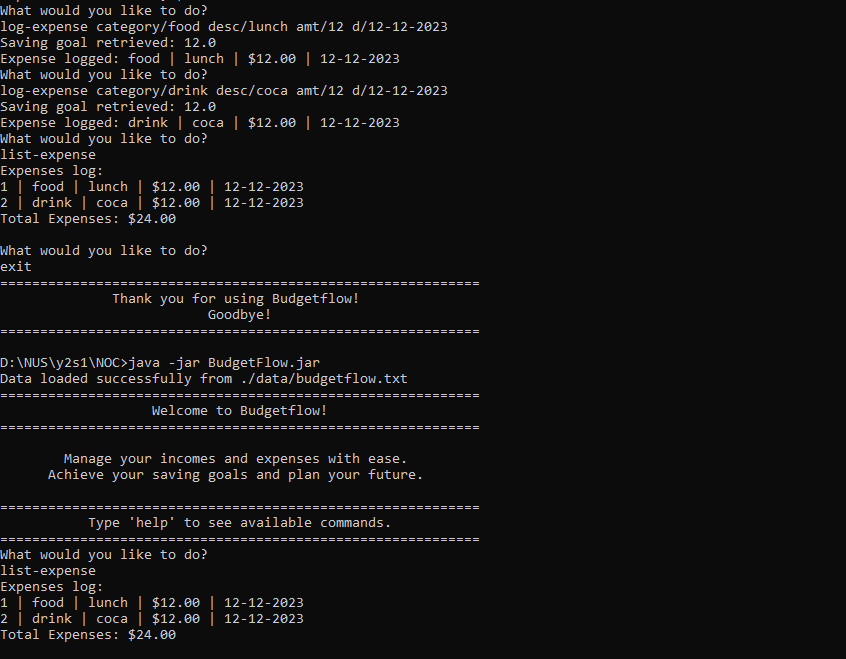 What would you like to do?
log-expense category/food desc/lunch amt/12 d/12-12-2023
Saving goal retrieved: 12.0
Expense logged: food | lunch | $12.00 | 12-12-2023
What would you like to do?
log-expense category/drink desc/coca amt/12 d/12-12-2023
Saving goal retrieved: 12.0
Expense logged: drink | coca | $12.00 | 12-12-2023
What would you like to do?
list-expense
Expenses log:
1 | food | lunch | $12.00 | 12-12-2023
2 | drink | coca | $12.00 | 12-12-2023
Total Expenses: $24.00
What would you like to do?
exit
============================================================
Thank you for using Budgetflow!
Goodbye!
============================================================
D:\NUS\y2s1\NOC>java -jar BudgetFlow.jar
Data loaded successfully from ./data/budgetflow.txt
============================================================
Welcome to Budgetflow!
============================================================
Manage your incomes and expenses with ease.
Achieve your saving goals and plan your future.
============================================================
Type 'help' to see available commands.
============================================================
What would you like to do?
list-expense
Expenses log:
1 | food | lunch | $12.00 | 12-12-2023
2 | drink | coca | $12.00 | 12-12-2023
Total Expenses: $24.00